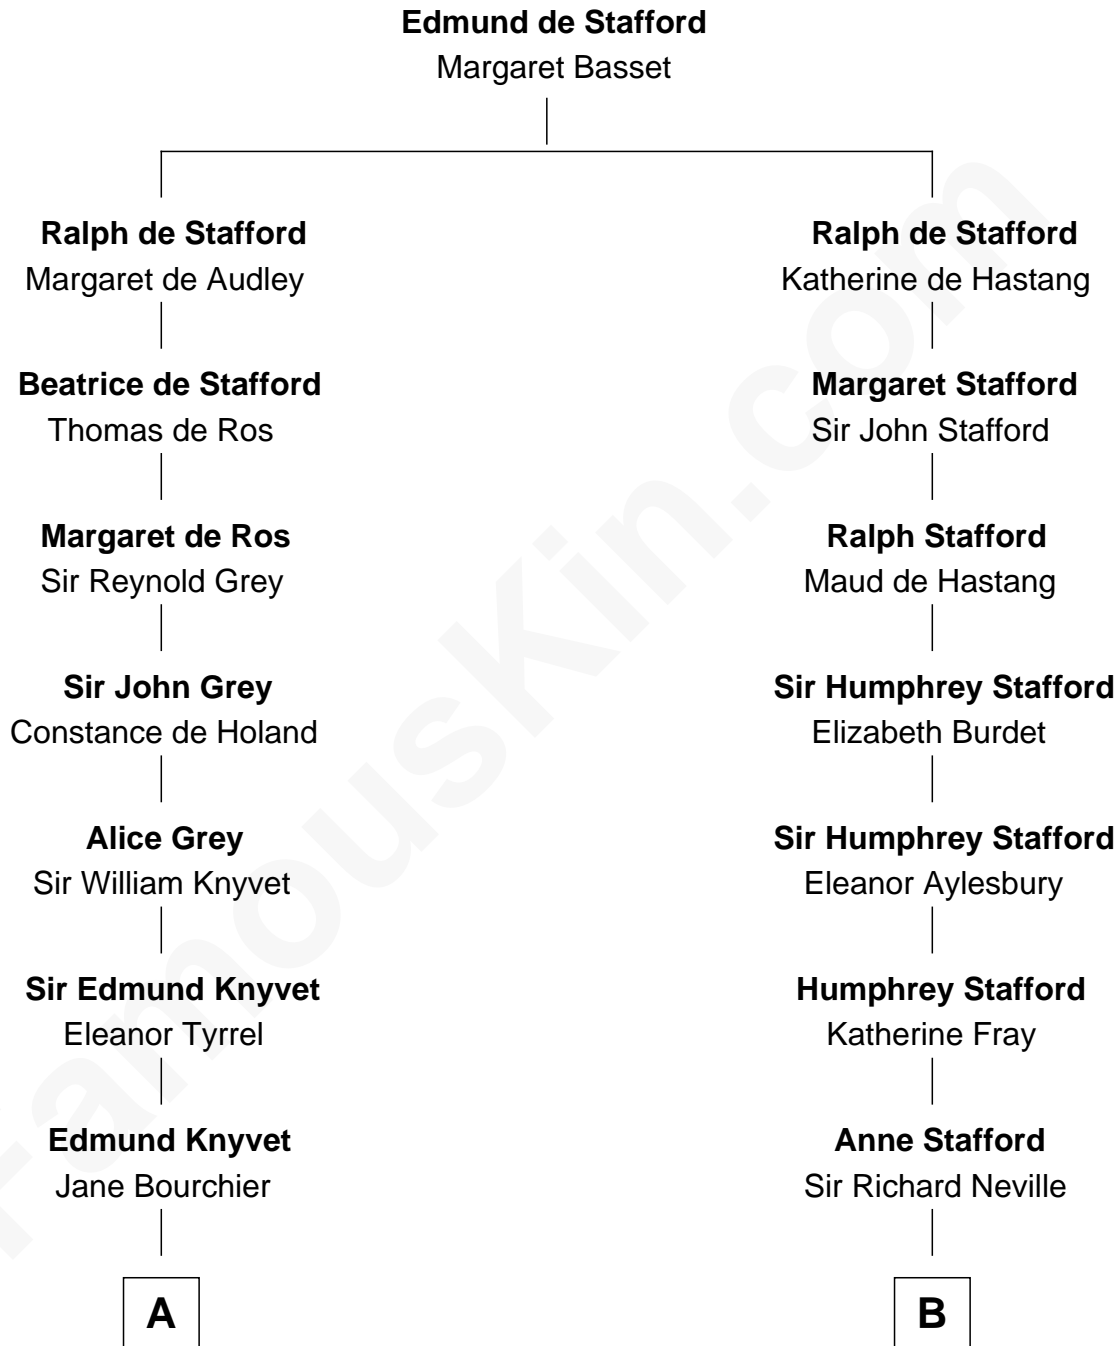 Edmund de Stafford
Margaret Basset
Ralph de Stafford
Margaret de Audley
Beatrice de Stafford
Thomas de Ros
Margaret de Ros
Sir Reynold Grey
Sir John Grey
Constance de Holand
Alice Grey
Sir William Knyvet
Sir Edmund Knyvet
Eleanor Tyrrel
Edmund Knyvet
Jane Bourchier
A
Ralph de Stafford
Katherine de Hastang
Margaret Stafford
Sir John Stafford
Ralph Stafford
Maud de Hastang
Sir Humphrey Stafford
Elizabeth Burdet
Sir Humphrey Stafford
Eleanor Aylesbury
Humphrey Stafford
Katherine Fray
Anne Stafford
Sir Richard Neville
B
FamousKin.com